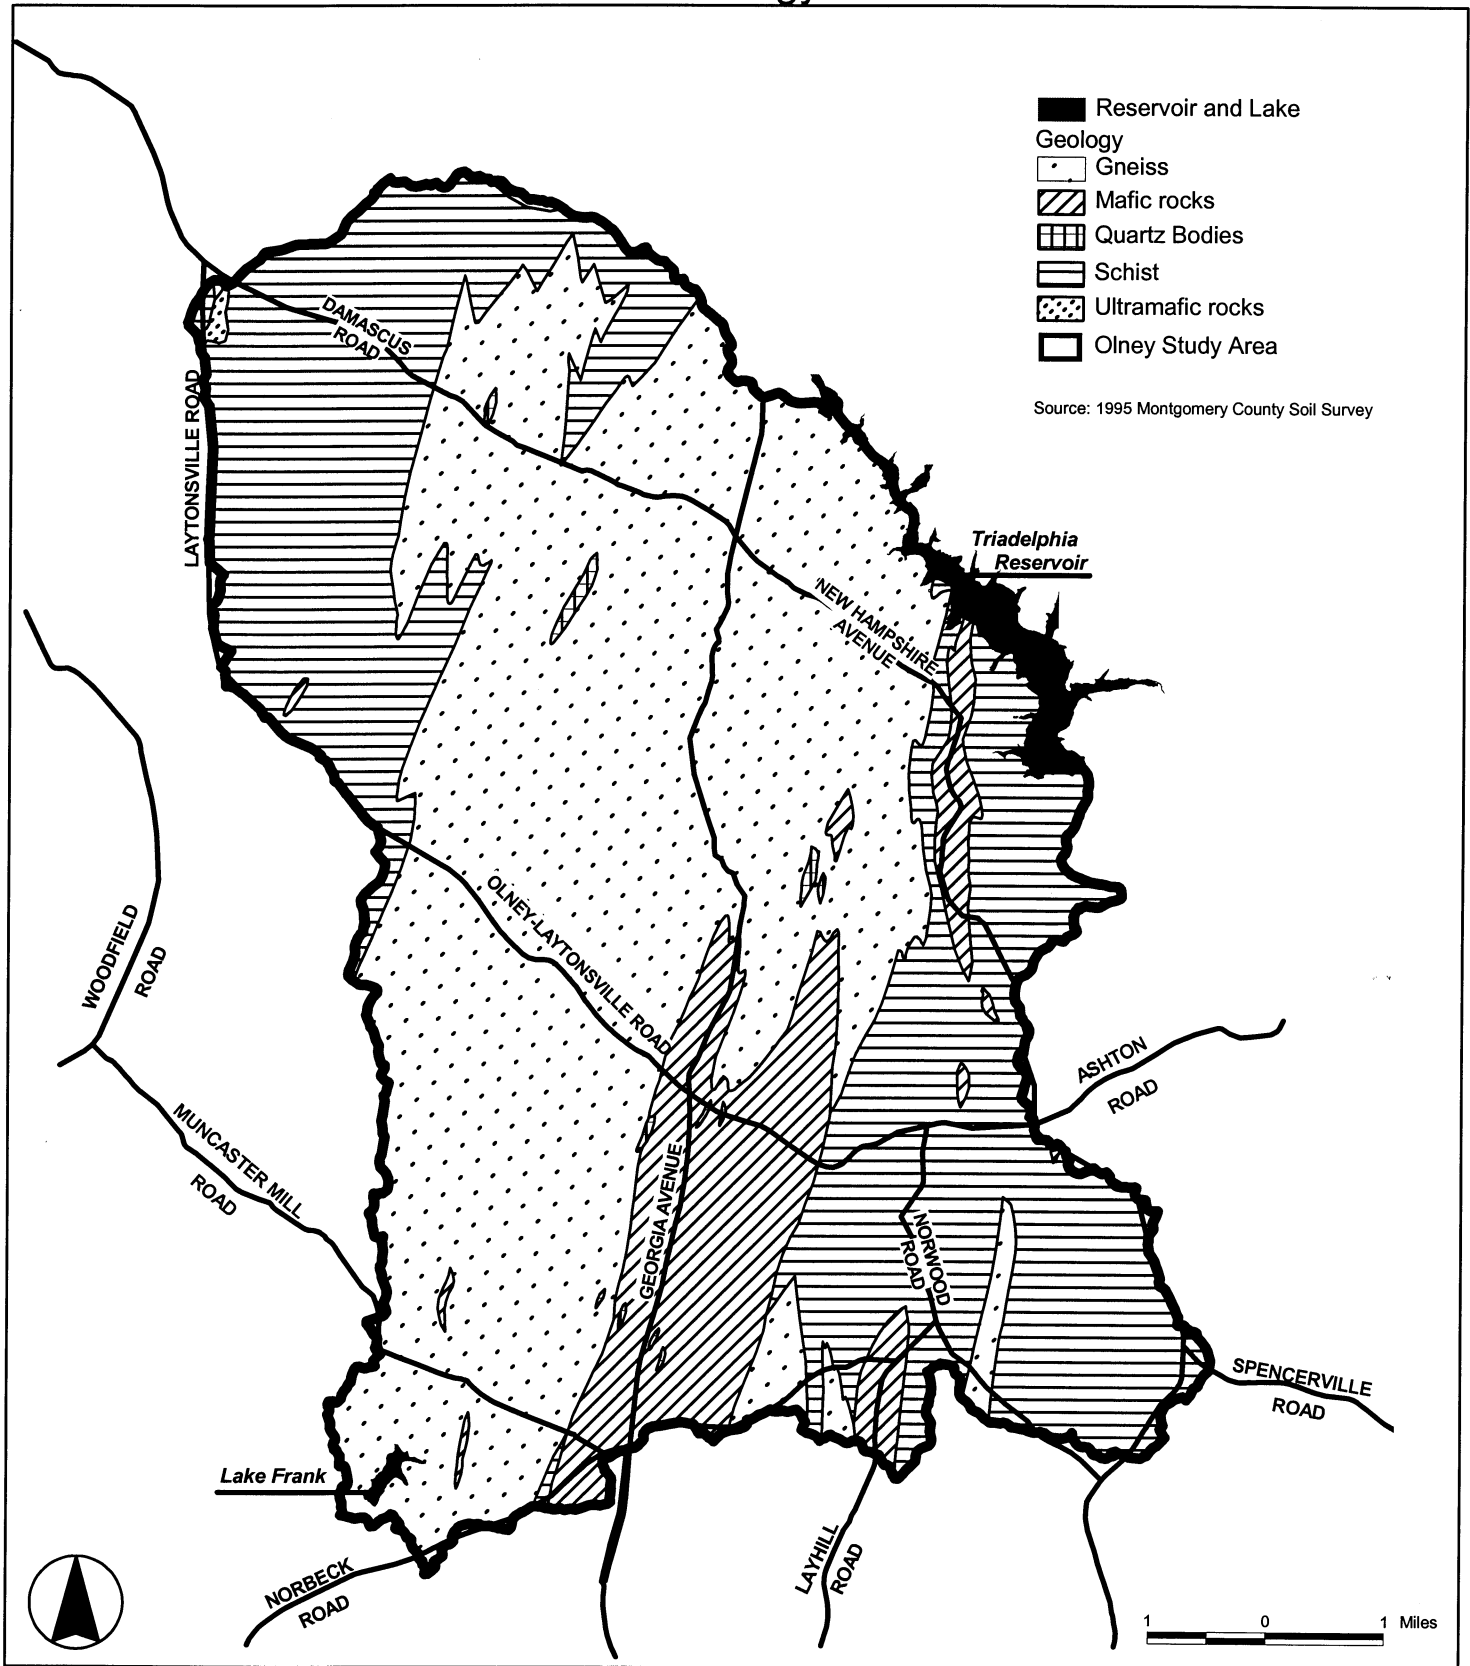 Reservoir and Lake
Geology
Gneiss
Mafic rocks
Quartz Bodies
Schist
Ultramafic rocks
Olney Study Area
Source: 1995 Montgomery County Soil Survey
DAMASCUS
ROAD
LAYTONSVILLE ROAD
Triadelphia
Reservoir
NEW HAMPSHIRE
AVENUE
OLNEY-LAYTONSVILLE ROAD
WOODFIELD
ROAD
ASHTON
ROAD
MUNCASTER MILL
ROAD
GEORGIA AVENUE
NORWOOD
ROAD
SPENCERVILLE
ROAD
Lake Frank
LAYHILL
ROAD
NORBECK
ROAD
1 0 1 Miles